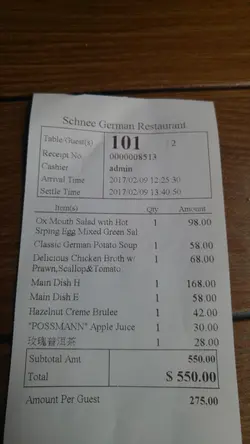 Schnee German Restaurant
Table/Guest(s) 101 / 2
Receipt No. 0000008513
Cashier admin
Arrival Time 2017/02/09 12:25:30
Settle Time 2017/02/09 13:40:50
Item(s) Qty Amount
Ox Mouth Salad with Hot 1 98.00
Srping Egg Mixed Green Sal
Classic German Potato Soup 1 58.00
Delicious Chicken Broth w/ 1 68.00
Prawn,Scallop&Tomato
Main Dish H 1 168.00
Main Dish E 1 58.00
Hazelnut Creme Brulee 1 42.00
"POSSMANN" Apple Juice 1 30.00
玫瑰普洱茶 1 28.00
Subtotal Amt 550.00
Total $ 550.00
Amount Per Guest 275.00